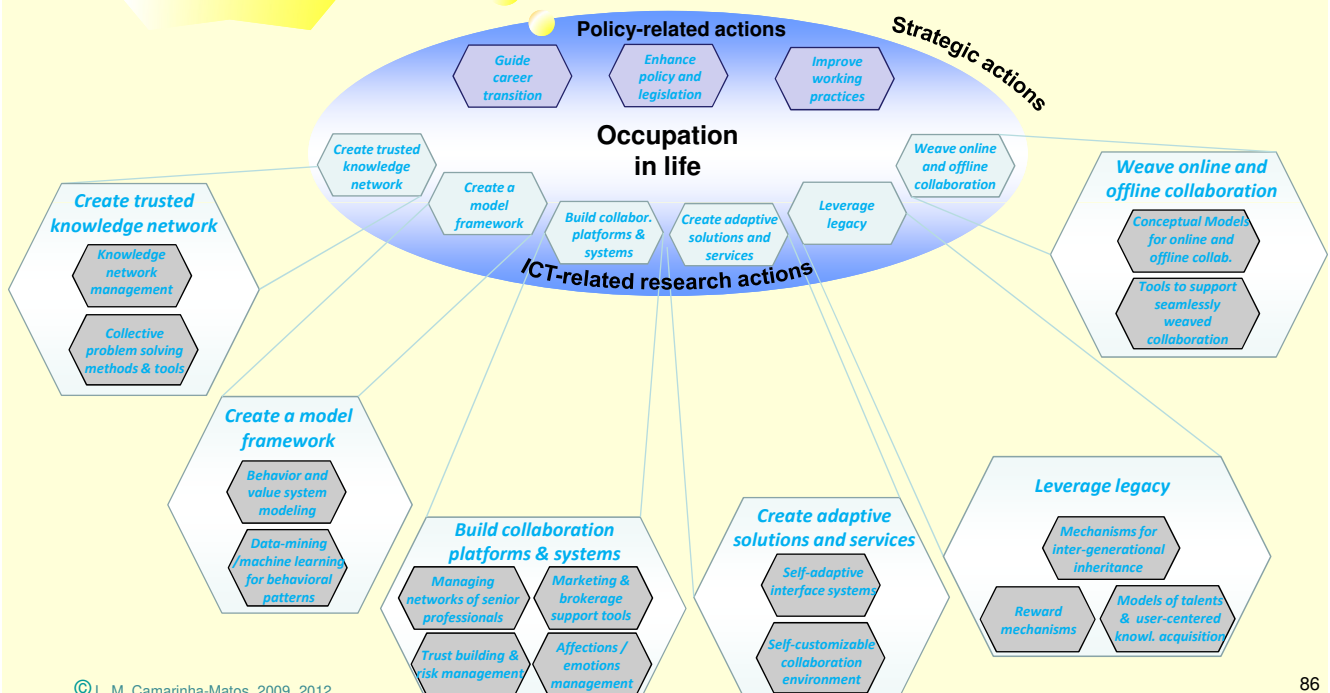 Policy-related actions
Strategic actions
Guide
career
transition
Enhance
policy and
legislation
Improve
working
practices
Occupation
in life
Create trusted
knowledge
network
Create a
model
framework
Build collabor.
platforms &
systems
Create adaptive
solutions and
services
Leverage
legacy
Weave online
and offline
collaboration
ICT-related research actions
Create trusted
knowledge network
Knowledge
network
management
Collective
problem solving
methods & tools
Weave online and
offline collaboration
Conceptual Models
for online and
offline collab.
Tools to support
seamlessly
weaved
collaboration
Create a model
framework
Behavior and
value system
modeling
Data-mining
/machine learning
for behavioral
patterns
Build collaboration
platforms & systems
Managing
networks of senior
professionals
Marketing &
brokerage
support tools
Trust building &
risk management
Affections /
emotions
management
Create adaptive
solutions and services
Self-adaptive
interface systems
Self-customizable
collaboration
environment
Leverage legacy
Mechanisms for
inter-generational
inheritance
Reward
mechanisms
Models of talents
& user-centered
knowl. acquisition
© L. M. Camarinha-Matos, 2009, 2012
86